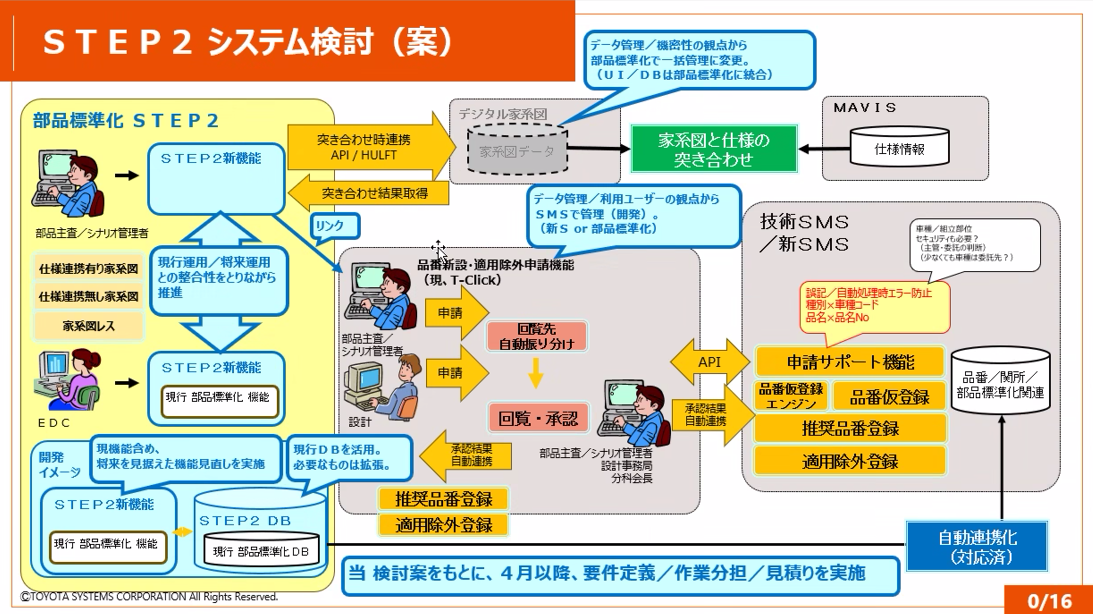 ＳＴＥＰ２ システム検討（案）
データ管理／機密性の観点から
部品標準化で一括管理に変更。
（ＵＩ／ＤＢは部品標準化に統合）
部品標準化 ＳＴＥＰ２
ＳＴＥＰ２新機能
部品主査／シナリオ管理者
突き合わせ時連携
API / HULFT
突き合わせ結果取得
デジタル家系図
家系図データ
家系図と仕様の
突き合わせ
ＭＡＶＩＳ
仕様情報
リンク
データ管理／利用ユーザーの観点から
ＳＭＳで管理（開発）。
（新Ｓ or 部品標準化）
仕様連携有り家系図
仕様連携無し家系図
家系図レス
現行運用／将来運用
との整合性をとりながら
推進
ＥＤＣ
ＳＴＥＰ２新機能
現行 部品標準化 機能
品番新設・適用除外申請機能
（現、T-Click）
部品主査／
シナリオ管理者
申請
設計
申請
回覧先
自動振り分け
回覧・承認
部品主査／シナリオ管理者
設計事務局
分科会長
承認結果
自動連携
推奨品番登録
適用除外登録
API
承認結果
自動連携
技術SMS
／新SMS
車種／組立部位
セキュリティも必要？
（主管・委託の判断）
（少なくても車種は委託先？）
誤記／自動処理時エラー防止
種別×車種コード
品名×品名No
申請サポート機能
品番仮登録
エンジン
品番仮登録
推奨品番登録
適用除外登録
品番／関所／
部品標準化関連
開発
イメージ
現機能含め、
将来を見据えた機能見直しを実施
現行ＤＢを活用。
必要なものは拡張。
ＳＴＥＰ２新機能
現行 部品標準化 機能
ＳＴＥＰ２ ＤＢ
現行 部品標準化ＤＢ
自動連携化
（対応済）
当 検討案をもとに、４月以降、要件定義／作業分担／見積りを実施
©TOYOTA SYSTEMS CORPORATION All Rights Reserved.
0/16